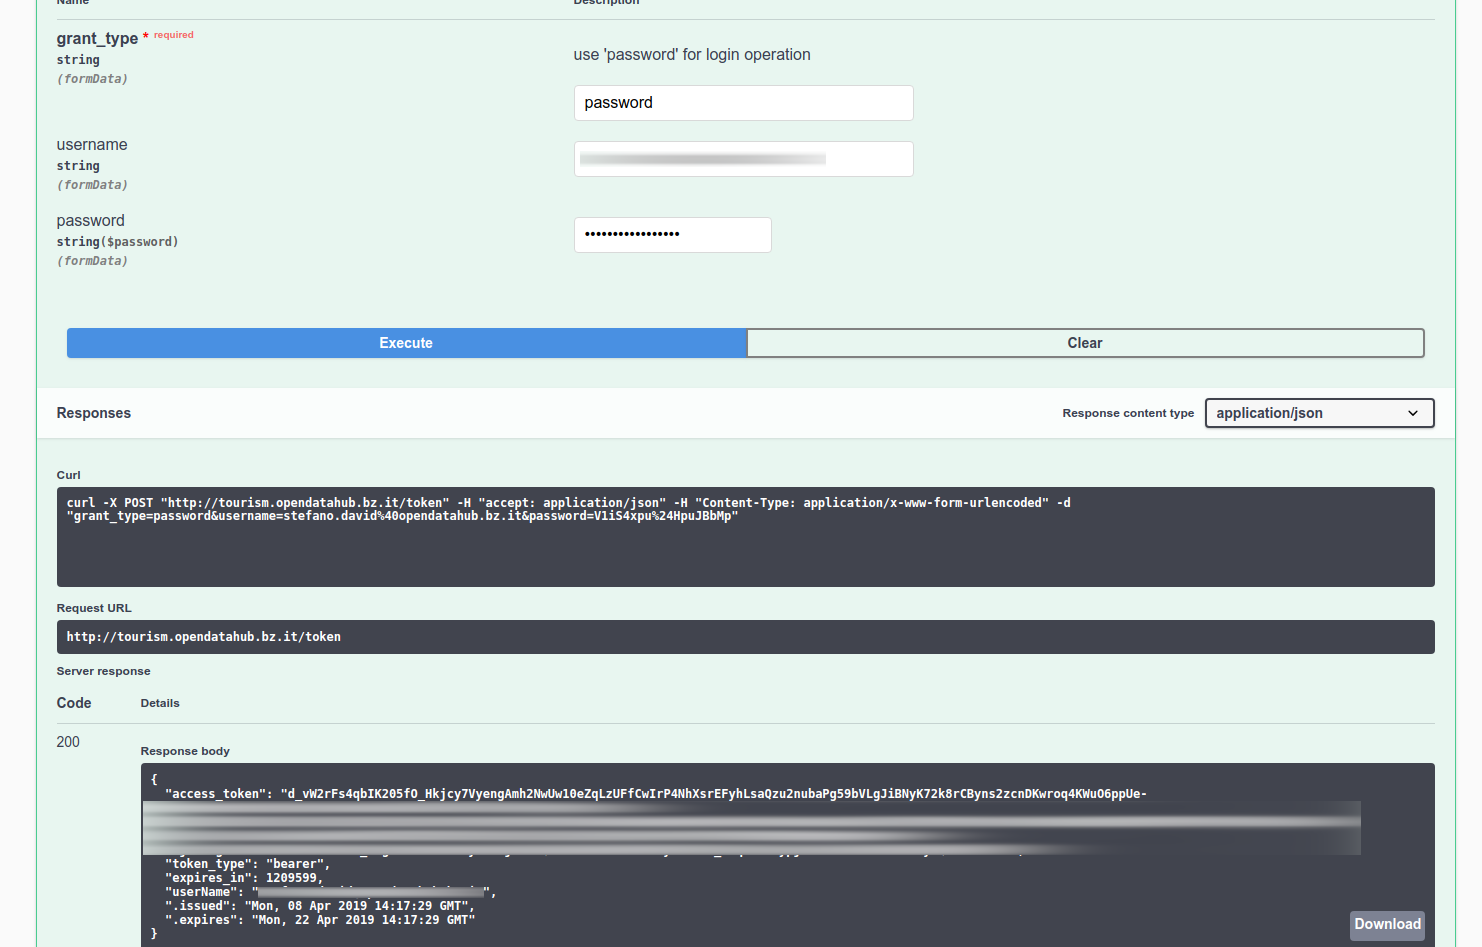 Name Description
grant_type * required
string
(formData)
use 'password' for login operation
password
username
string
(formData)
password
string($password)
(formData)
•••••••••••••••••
Execute Clear
Responses Response content type application/json
Curl
curl -X POST "http://tourism.opendatahub.bz.it/token" -H "accept: application/json" -H "Content-Type: application/x-www-form-urlencoded" -d
"grant_type=password&username=stefano.david%40opendatahub.bz.it&password=V1iS4xpu%24HpuJBbMp"
Request URL
http://tourism.opendatahub.bz.it/token
Server response
Code Details
200
Response body
{
"access_token": "d_vW2rFs4qbIK205fO_Hkjcy7VyengAmh2NwUw10eZqLzUFfCwIrP4NhXsrEFyhLsaQzu2nubaPg59bVLgJiBNyK72k8rCByns2zcnDKwroq4KWuO6ppUe-
"token_type": "bearer",
"expires_in": 1209599,
"userName": " ",
".issued": "Mon, 08 Apr 2019 14:17:29 GMT",
".expires": "Mon, 22 Apr 2019 14:17:29 GMT"
}
Download